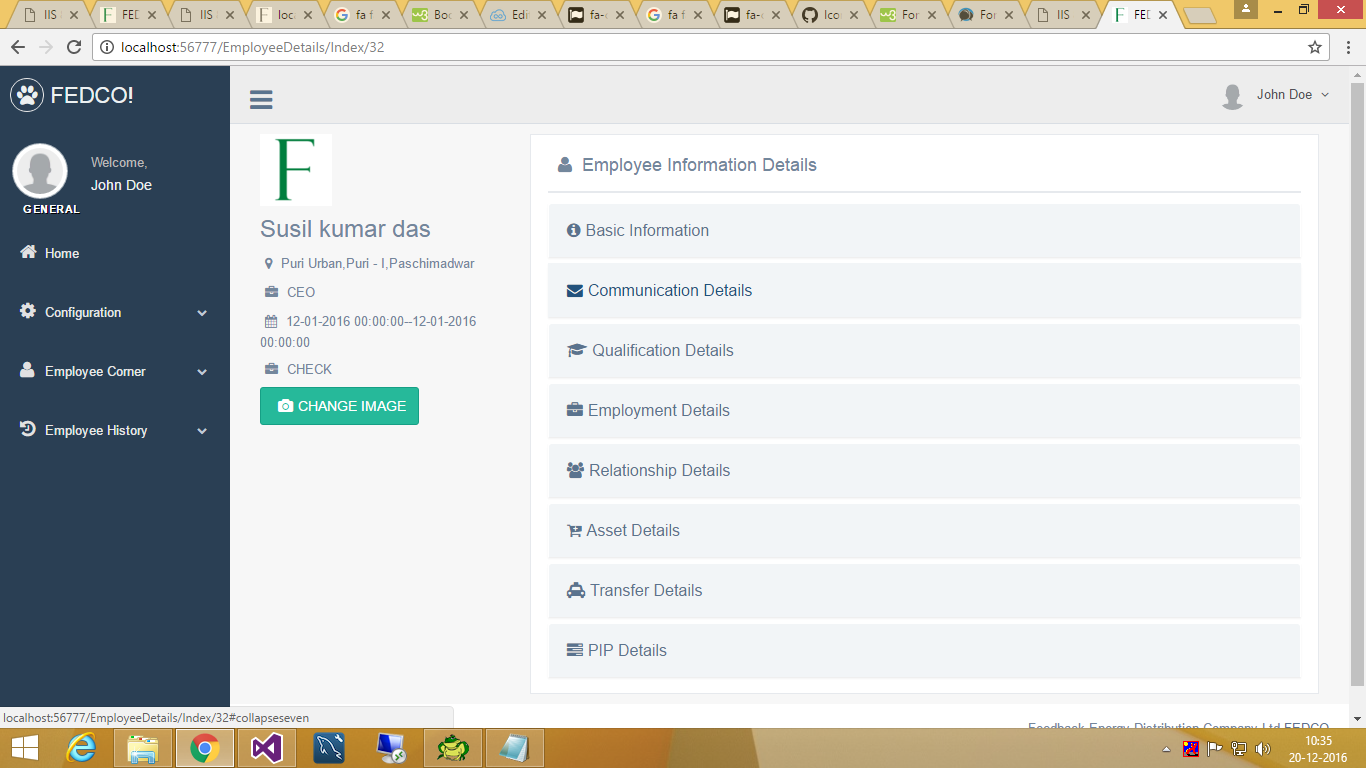 IIS
FED
IIS
loca
fa f
Boo
Edi
fa-
fa f
fa-
Ico
For
For
IIS
FED
localhost:56777/EmployeeDetails/Index/32
FEDCO!
John Doe
Welcome,
John Doe
GENERAL
Home
Configuration
Employee Corner
Employee History
F
Susil kumar das
Puri Urban,Puri - I,Paschimadwar
CEO
12-01-2016 00:00:00--12-01-2016
00:00:00
CHECK
CHANGE IMAGE
Employee Information Details
Basic Information
Communication Details
Qualification Details
Employment Details
Relationship Details
Asset Details
Transfer Details
PIP Details
localhost:56777/EmployeeDetails/Index/32#collapseseven
Feedback Energy Distribution Company Ltd FEDCO
10:35
20-12-2016